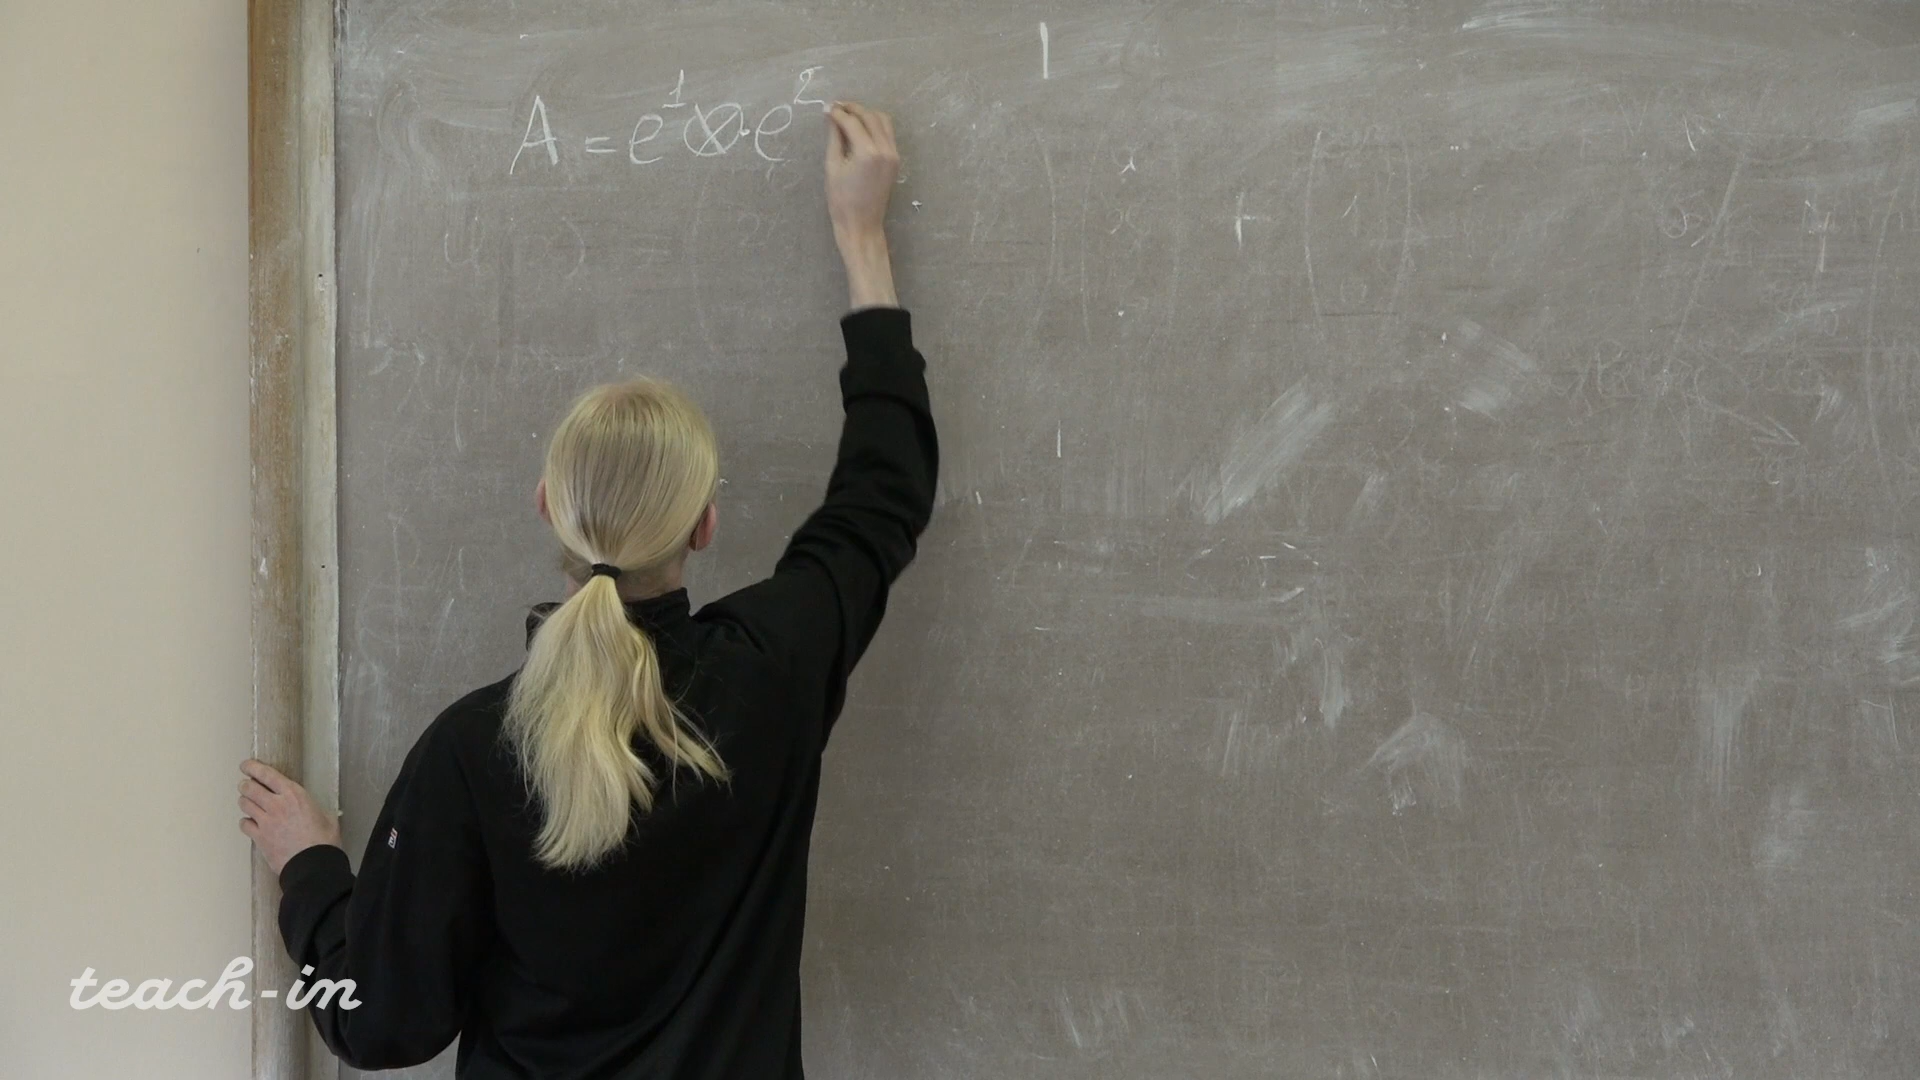 A = e¹ ⊗ e²
teach-in